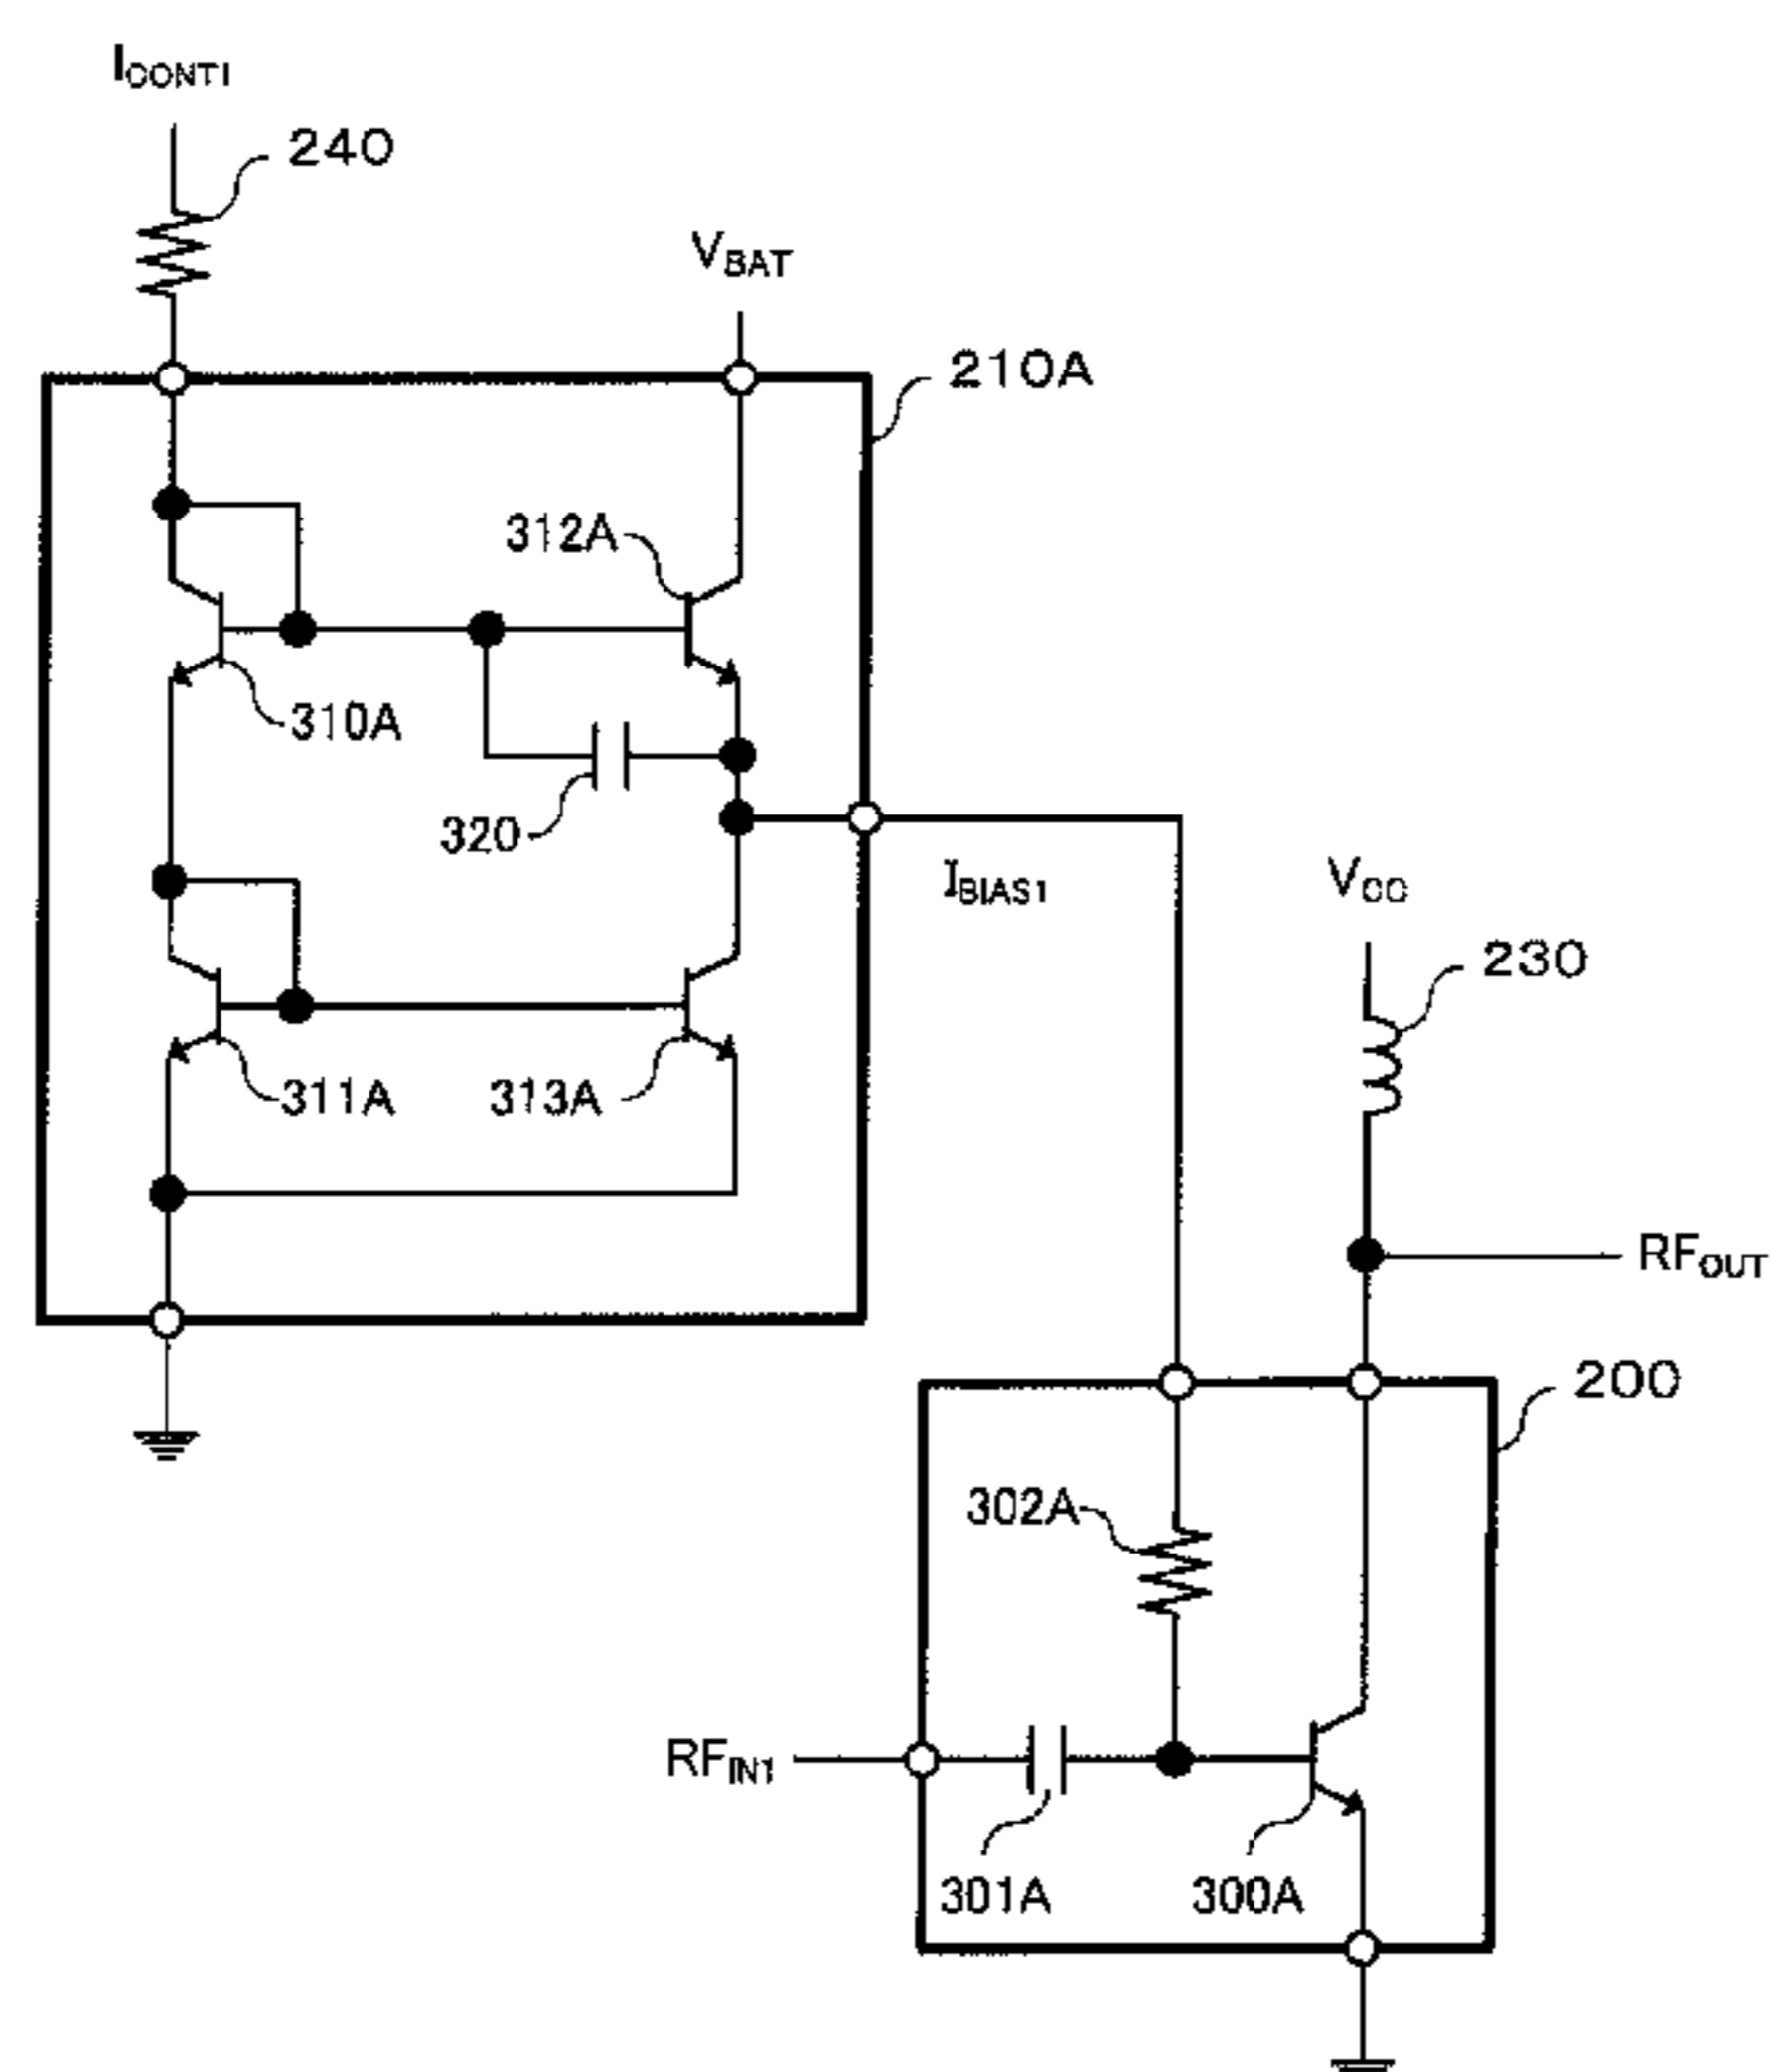 ICONT1
240
VBAT
210A
312A
310A
320
IBIAS1
VCC
230
311A
313A
RFOUT
200
302A
RFIN1
301A
300A